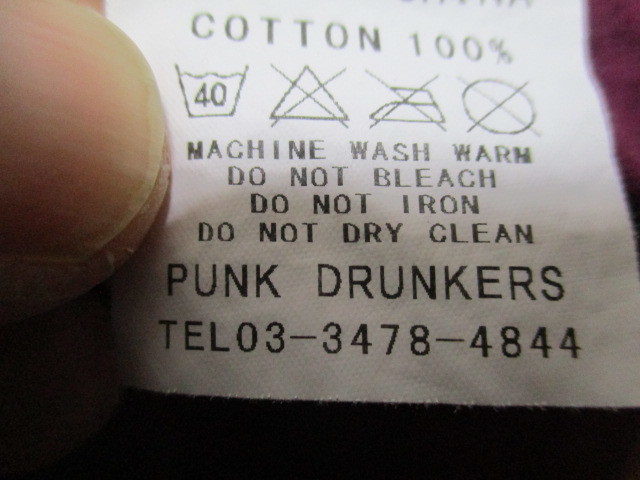 COTTON 100%
40
MACHINE WASH WARM
DO NOT BLEACH
DO NOT IRON
DO NOT DRY CLEAN
PUNK DRUNKERS
TEL03-3478-4844